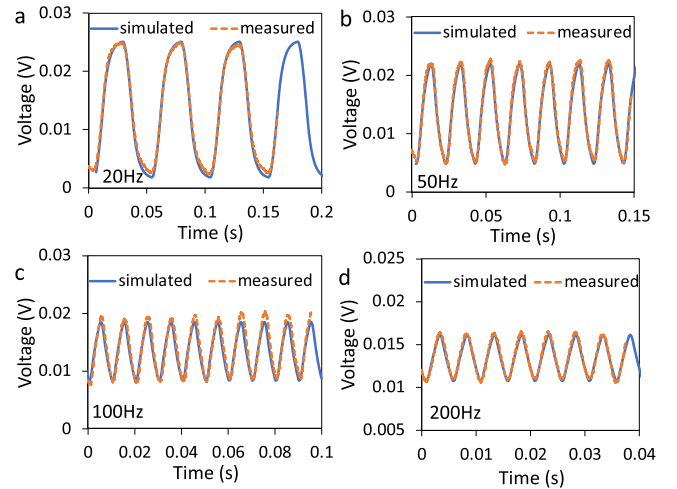 a
0.03
simulated
measured
0.02
0.01
0
Voltage (V)
20Hz
0
0.05
0.1
0.15
0.2
Time (s)
b
0.03
simulated
measured
0.02
0.01
0
Voltage (V)
50Hz
0
0.05
0.1
0.15
Time (s)
c
0.03
simulated
measured
0.02
0.01
0
Voltage (V)
100Hz
0
0.02
0.04
0.06
0.08
0.1
Time (s)
d
0.025
simulated
measured
0.02
0.015
0.01
0.005
Voltage (V)
200Hz
0
0.01
0.02
0.03
0.04
Time (s)